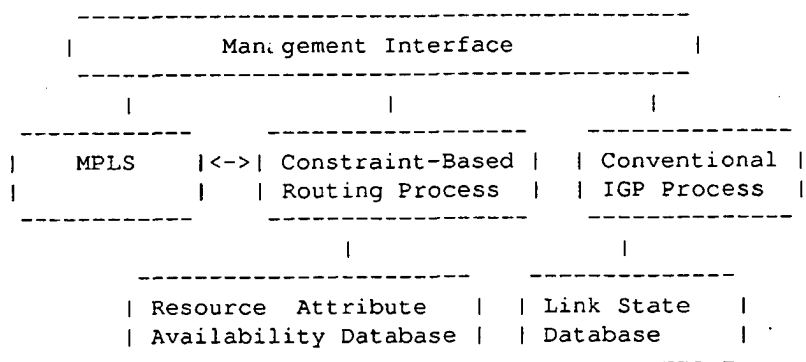 Management Interface
MPLS |<->| Constraint-Based | | Conventional
Routing Process | | IGP Process
Resource Attribute | | Link State
Availability Database | | Database